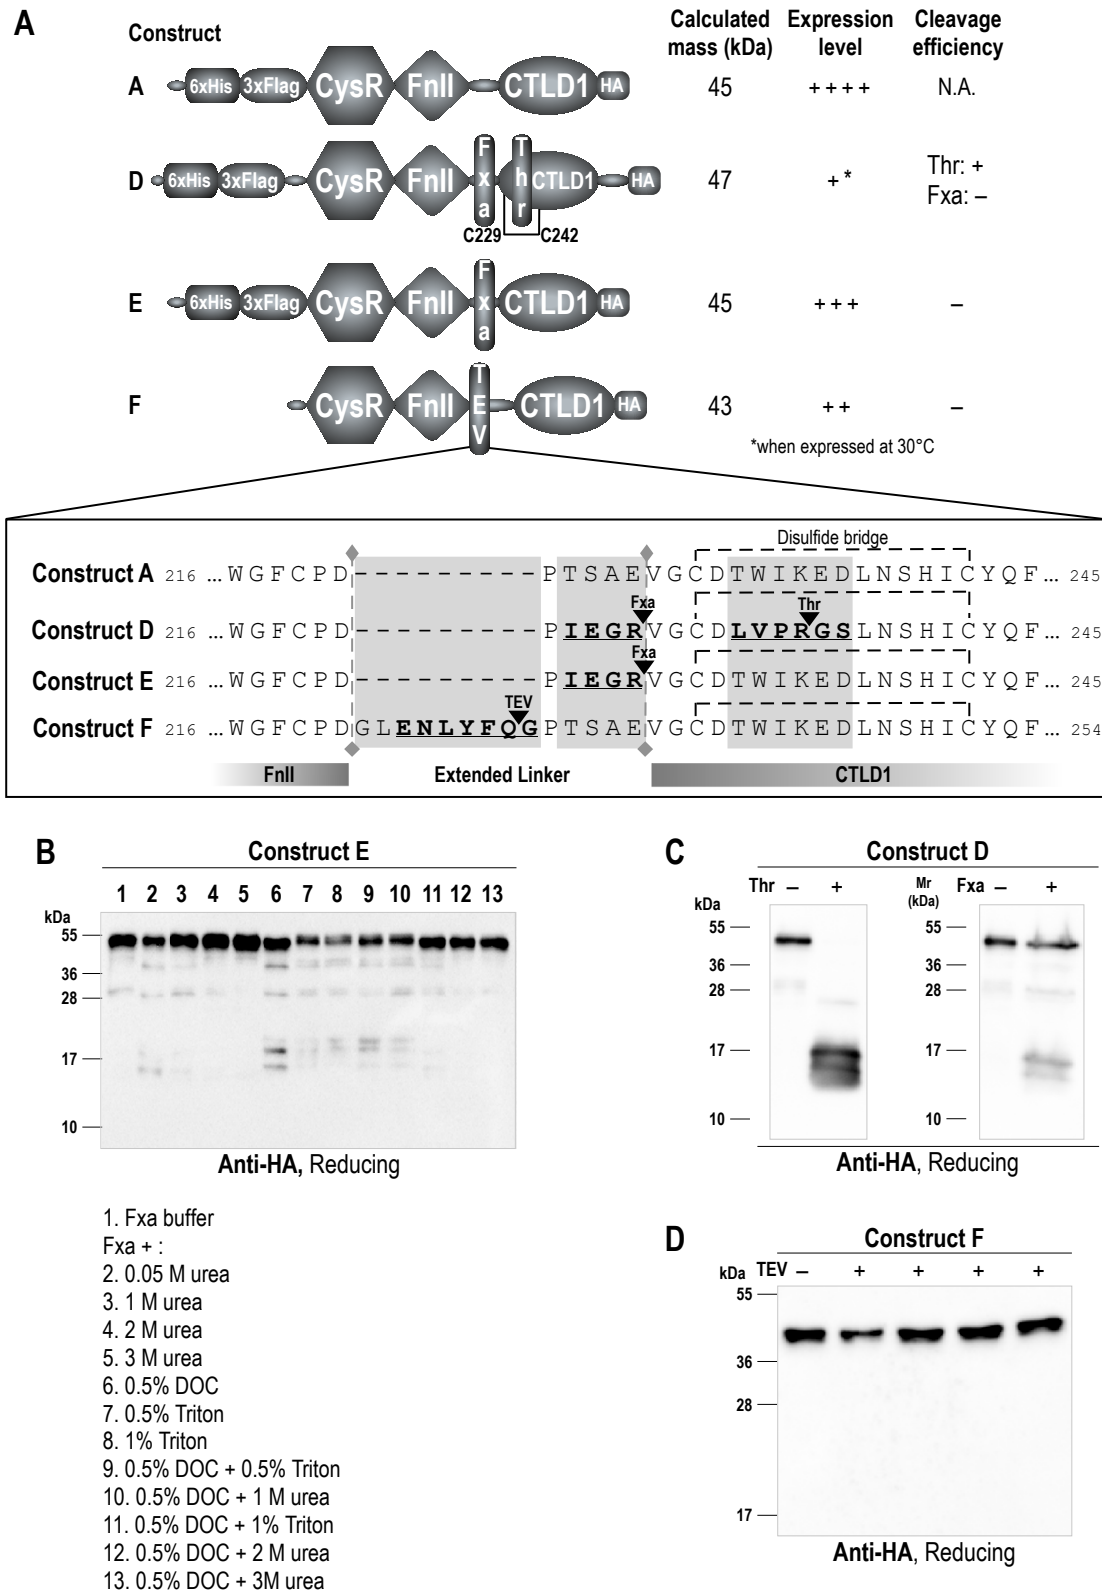 A
Construct
Calculated mass (kDa)
Expression level
Cleavage efficiency
A 6xHis 3xFlag CysR FnII CTLD1 HA 45 ++++ N.A.
D 6xHis 3xFlag CysR FnII Fxa Thr CTLD1 HA 47 +* Thr: + Fxa: –
C229 C242
E 6xHis 3xFlag CysR FnII Fxa CTLD1 HA 45 +++ –
F CysR FnII TEV CTLD1 HA 43 ++ –
*when expressed at 30°C
Disulfide bridge
Construct A 216 ...WGFCPD-----------PTSAEVGCDTWIKEDLNSHICYQF... 245
Fxa Thr
Construct D 216 ...WGFCPD-----------PIEGRVGCDLVPRGSLNSHICYQF... 245
Fxa
Construct E 216 ...WGFCPD-----------PIEGRVGCDTWIKEDLNSHICYQF... 245
TEV
Construct F 216 ...WGFCPDGLENLYFQGPTSAEVGCDTWIKEDLNSHICYQF... 254
FnII Extended Linker CTLD1
B
Construct E
1 2 3 4 5 6 7 8 9 10 11 12 13
kDa
55
36
28
17
10
Anti-HA, Reducing
1. Fxa buffer
Fxa + :
2. 0.05 M urea
3. 1 M urea
4. 2 M urea
5. 3 M urea
6. 0.5% DOC
7. 0.5% Triton
8. 1% Triton
9. 0.5% DOC + 0.5% Triton
10. 0.5% DOC + 1 M urea
11. 0.5% DOC + 1% Triton
12. 0.5% DOC + 2 M urea
13. 0.5% DOC + 3M urea
C
Construct D
Thr – +
kDa
55
36
28
17
10
Mr (kDa)
Fxa – +
55
36
28
17
10
Anti-HA, Reducing
D
Construct F
kDa TEV – + + + +
55
36
28
17
Anti-HA, Reducing